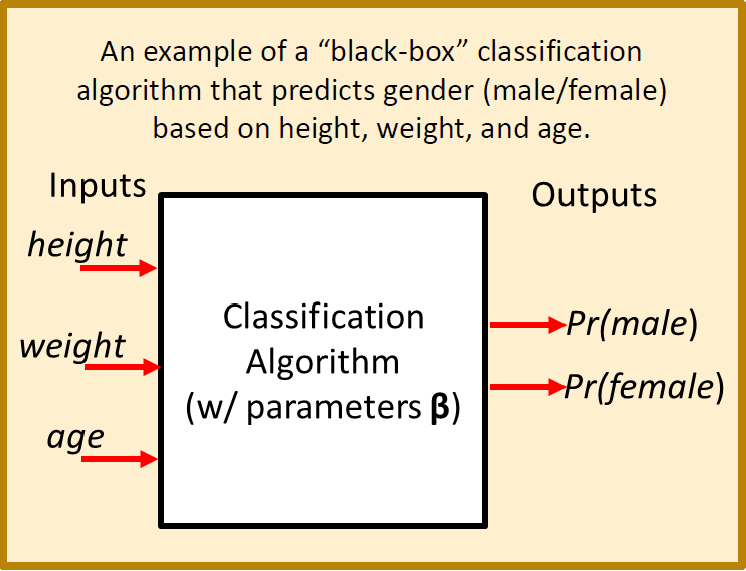 An example of a “black-box” classification
algorithm that predicts gender (male/female)
based on height, weight, and age.
Inputs
Outputs
height
weight
age
Classification
Algorithm
(w/ parameters β)
Pr(male)
Pr(female)